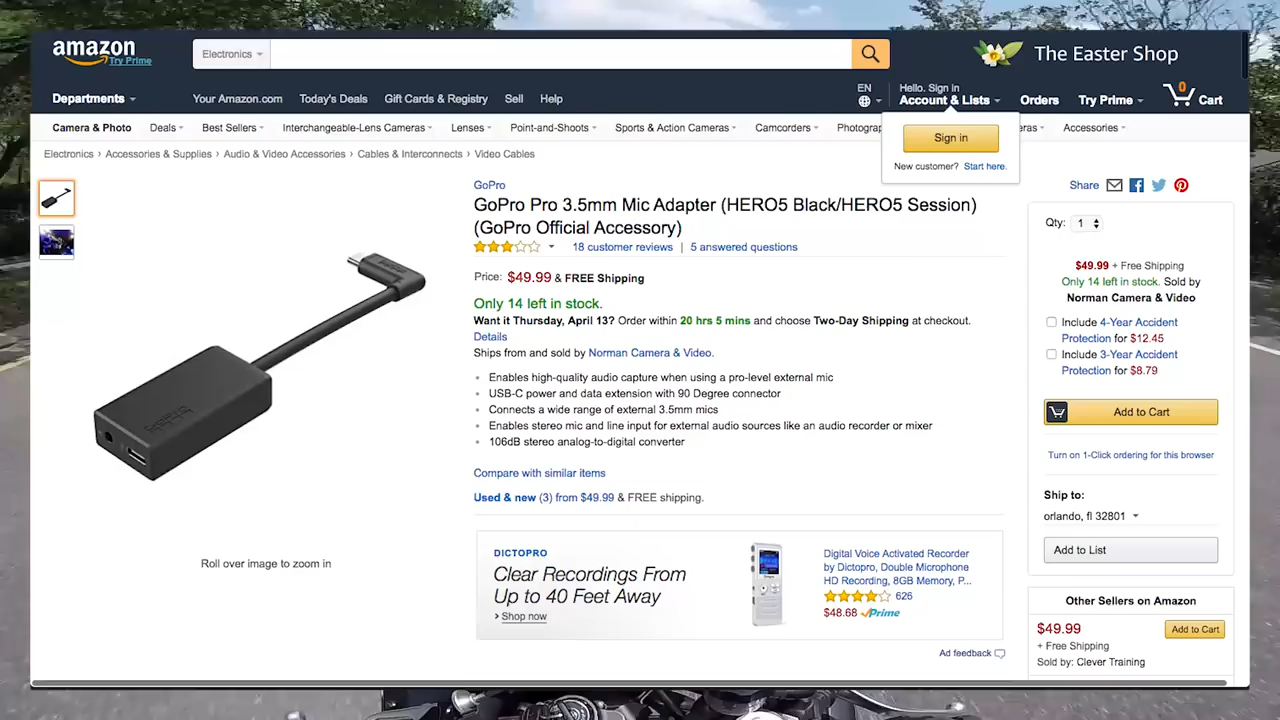 amazon
Try Prime
Electronics
The Easter Shop
Departments
Your Amazon.com
Today's Deals
Gift Cards & Registry
Sell
Help
EN
Hello. Sign in
Account & Lists
Orders
Try Prime
0
Cart
Camera & Photo
Deals
Best Sellers
Interchangeable-Lens Cameras
Lenses
Point-and-Shoots
Sports & Action Cameras
Camcorders
Photograp
eras
Accessories
Sign in
New customer? Start here.
Electronics › Accessories & Supplies › Audio & Video Accessories › Cables & Interconnects › Video Cables
GoPro
GoPro Pro 3.5mm Mic Adapter (HERO5 Black/HERO5 Session)
(GoPro Official Accessory)
18 customer reviews | 5 answered questions
Price: $49.99 & FREE Shipping
Only 14 left in stock.
Want it Thursday, April 13? Order within 20 hrs 5 mins and choose Two-Day Shipping at checkout.
Details
Ships from and sold by Norman Camera & Video.
Enables high-quality audio capture when using a pro-level external mic
USB-C power and data extension with 90 Degree connector
Connects a wide range of external 3.5mm mics
Enables stereo mic and line input for external audio sources like an audio recorder or mixer
106dB stereo analog-to-digital converter
Compare with similar items
Used & new (3) from $49.99 & FREE shipping.
Roll over image to zoom in
DICTOPRO
Clear Recordings From
Up to 40 Feet Away
› Shop now
Digital Voice Activated Recorder
by Dictopro, Double Microphone
HD Recording, 8GB Memory, P...
626
$48.68 Prime
Ad feedback
Share
Qty: 1
$49.99 + Free Shipping
Only 14 left in stock. Sold by
Norman Camera & Video
Include 4-Year Accident
Protection for $12.45
Include 3-Year Accident
Protection for $8.79
Add to Cart
Turn on 1-Click ordering for this browser
Ship to:
orlando, fl 32801
Add to List
Other Sellers on Amazon
$49.99
Add to Cart
+ Free Shipping
Sold by: Clever Training